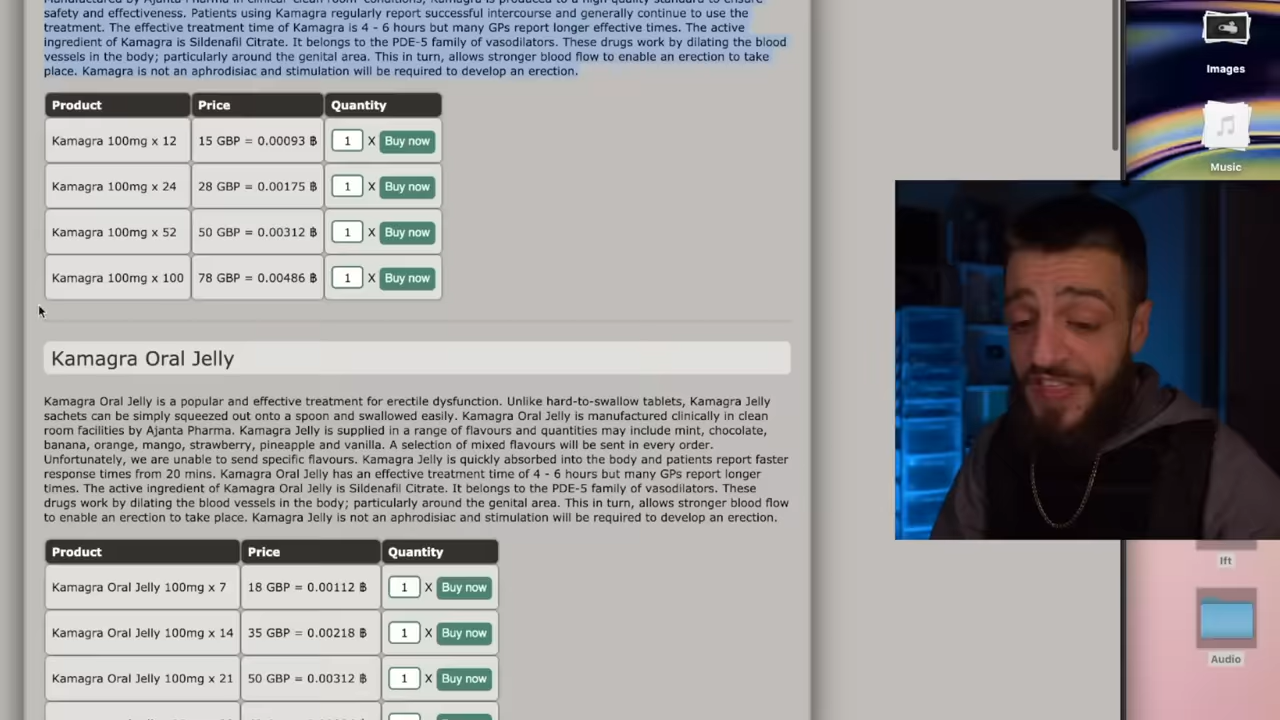 safety and effectiveness. Patients using Kamagra regularly report successful intercourse and generally continue to use the
treatment. The effective treatment time of Kamagra is 4 - 6 hours but many GPs report longer effective times. The active
ingredient of Kamagra is Sildenafil Citrate. It belongs to the PDE-5 family of vasodilators. These drugs work by dilating the blood
vessels in the body; particularly around the genital area. This in turn, allows stronger blood flow to enable an erection to take
place. Kamagra is not an aphrodisiac and stimulation will be required to develop an erection.
Product Price Quantity
Kamagra 100mg x 12 15 GBP = 0.00093 ฿ 1 X Buy now
Kamagra 100mg x 24 28 GBP = 0.00175 ฿ 1 X Buy now
Kamagra 100mg x 52 50 GBP = 0.00312 ฿ 1 X Buy now
Kamagra 100mg x 100 78 GBP = 0.00486 ฿ 1 X Buy now
Kamagra Oral Jelly
Kamagra Oral Jelly is a popular and effective treatment for erectile dysfunction. Unlike hard-to-swallow tablets, Kamagra Jelly
sachets can be simply squeezed out onto a spoon and swallowed easily. Kamagra Oral Jelly is manufactured clinically in clean
room facilities by Ajanta Pharma. Kamagra Jelly is supplied in a range of flavours and quantities may include mint, chocolate,
banana, orange, mango, strawberry, pineapple and vanilla. A selection of mixed flavours will be sent in every order.
Unfortunately, we are unable to send specific flavours. Kamagra Jelly is quickly absorbed into the body and patients report faster
response times from 20 mins. Kamagra Oral Jelly has an effective treatment time of 4 - 6 hours but many GPs report longer
times. The active ingredient of Kamagra Oral Jelly is Sildenafil Citrate. It belongs to the PDE-5 family of vasodilators. These
drugs work by dilating the blood vessels in the body; particularly around the genital area. This in turn, allows stronger blood flow
to enable an erection to take place. Kamagra Jelly is not an aphrodisiac and stimulation will be required to develop an erection.
Product Price Quantity
Kamagra Oral Jelly 100mg x 7 18 GBP = 0.00112 ฿ 1 X Buy now
Kamagra Oral Jelly 100mg x 14 35 GBP = 0.00218 ฿ 1 X Buy now
Kamagra Oral Jelly 100mg x 21 50 GBP = 0.00312 ฿ 1 X Buy now
Images
Music
lft
Audio